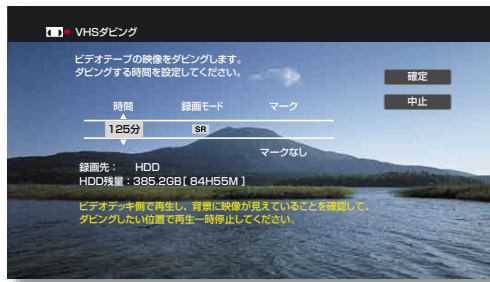 VHSダビング
ビデオテープの映像をダビングします。
ダビングする時間を設定してください。
確定
中止
時間 録画モード マーク
125分 SR
マークなし
録画先： HDD
HDD残量：385.2GB[ 84H55M ]
ビデオデッキ側で再生し、背景に映像が見えていることを確認して、
ダビングしたい位置で再生一時停止してください。